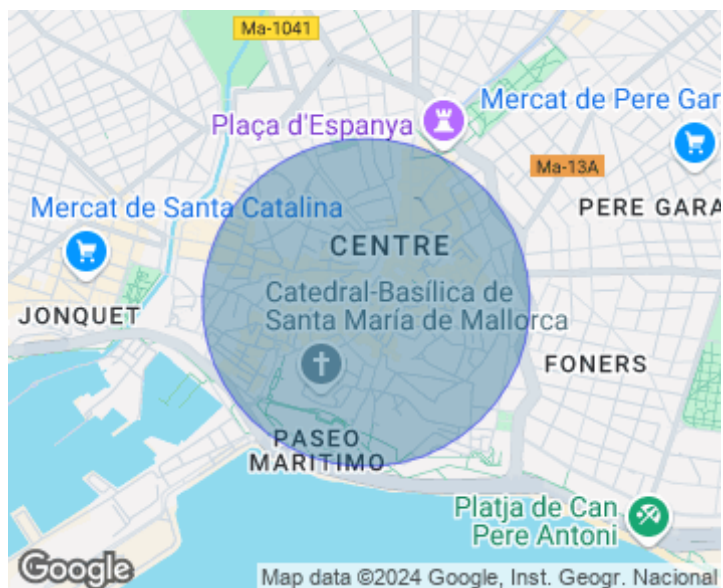 Ma-1041
Plaça d'Espanya
Mercat de Pere Gar
Ma-13A
Mercat de Santa Catalina
PERE GARA
CENTRE
Catedral-Basílica de
Santa María de Mallorca
JONQUET
FONERS
PASEO
MARITIMO
Platja de Can
Pere Antoni
Google
Map data ©2024 Google, Inst. Geogr. Nacional